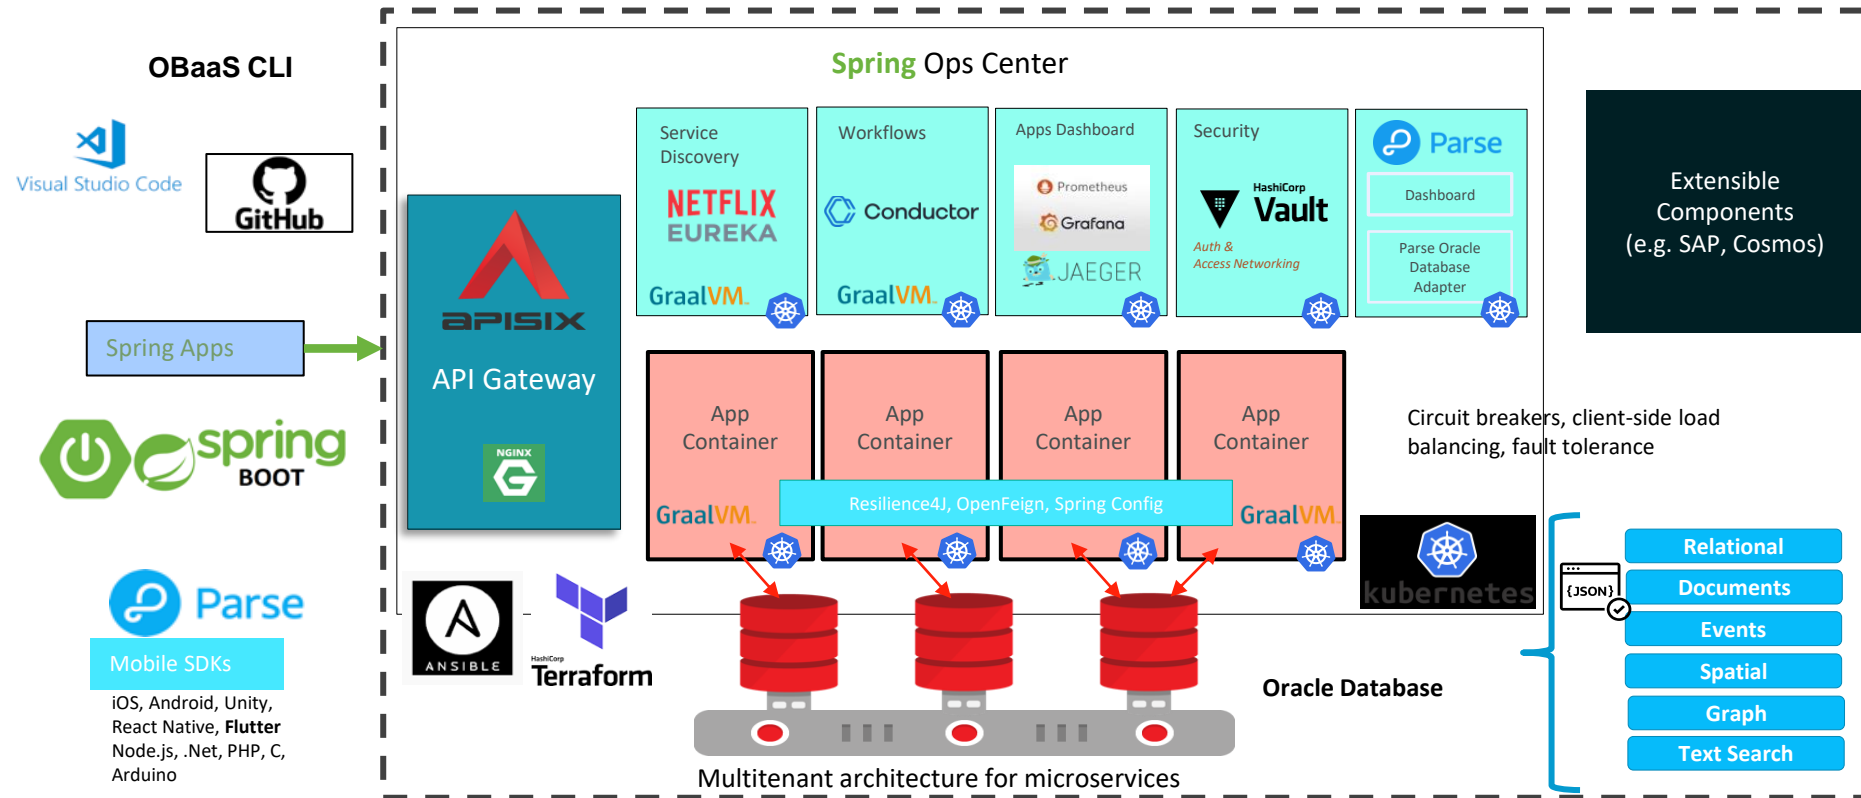 OBaaS CLI
Visual Studio Code
GitHub
Spring Apps
spring
BOOT
Parse
Mobile SDKs
iOS, Android, Unity,
React Native, Flutter
Node.js, .Net, PHP, C,
Arduino
Spring Ops Center
APISIX
API Gateway
NGINX
G
Service
Discovery
NETFLIX
EUREKA
GraalVM™
Workflows
Conductor
GraalVM™
Apps Dashboard
Prometheus
Grafana
JAEGER
Security
HashiCorp
Vault
Auth &
Access Networking
Parse
Dashboard
Parse Oracle
Database
Adapter
App
Container
GraalVM
App
Container
App
Container
App
Container
GraalVM
Resilience4J, OpenFeign, Spring Config
Extensible
Components
(e.g. SAP, Cosmos)
Circuit breakers, client-side load
balancing, fault tolerance
kubernetes
ANSIBLE
HashiCorp
Terraform
Oracle Database
Multitenant architecture for microservices
{JSON}
Relational
Documents
Events
Spatial
Graph
Text Search